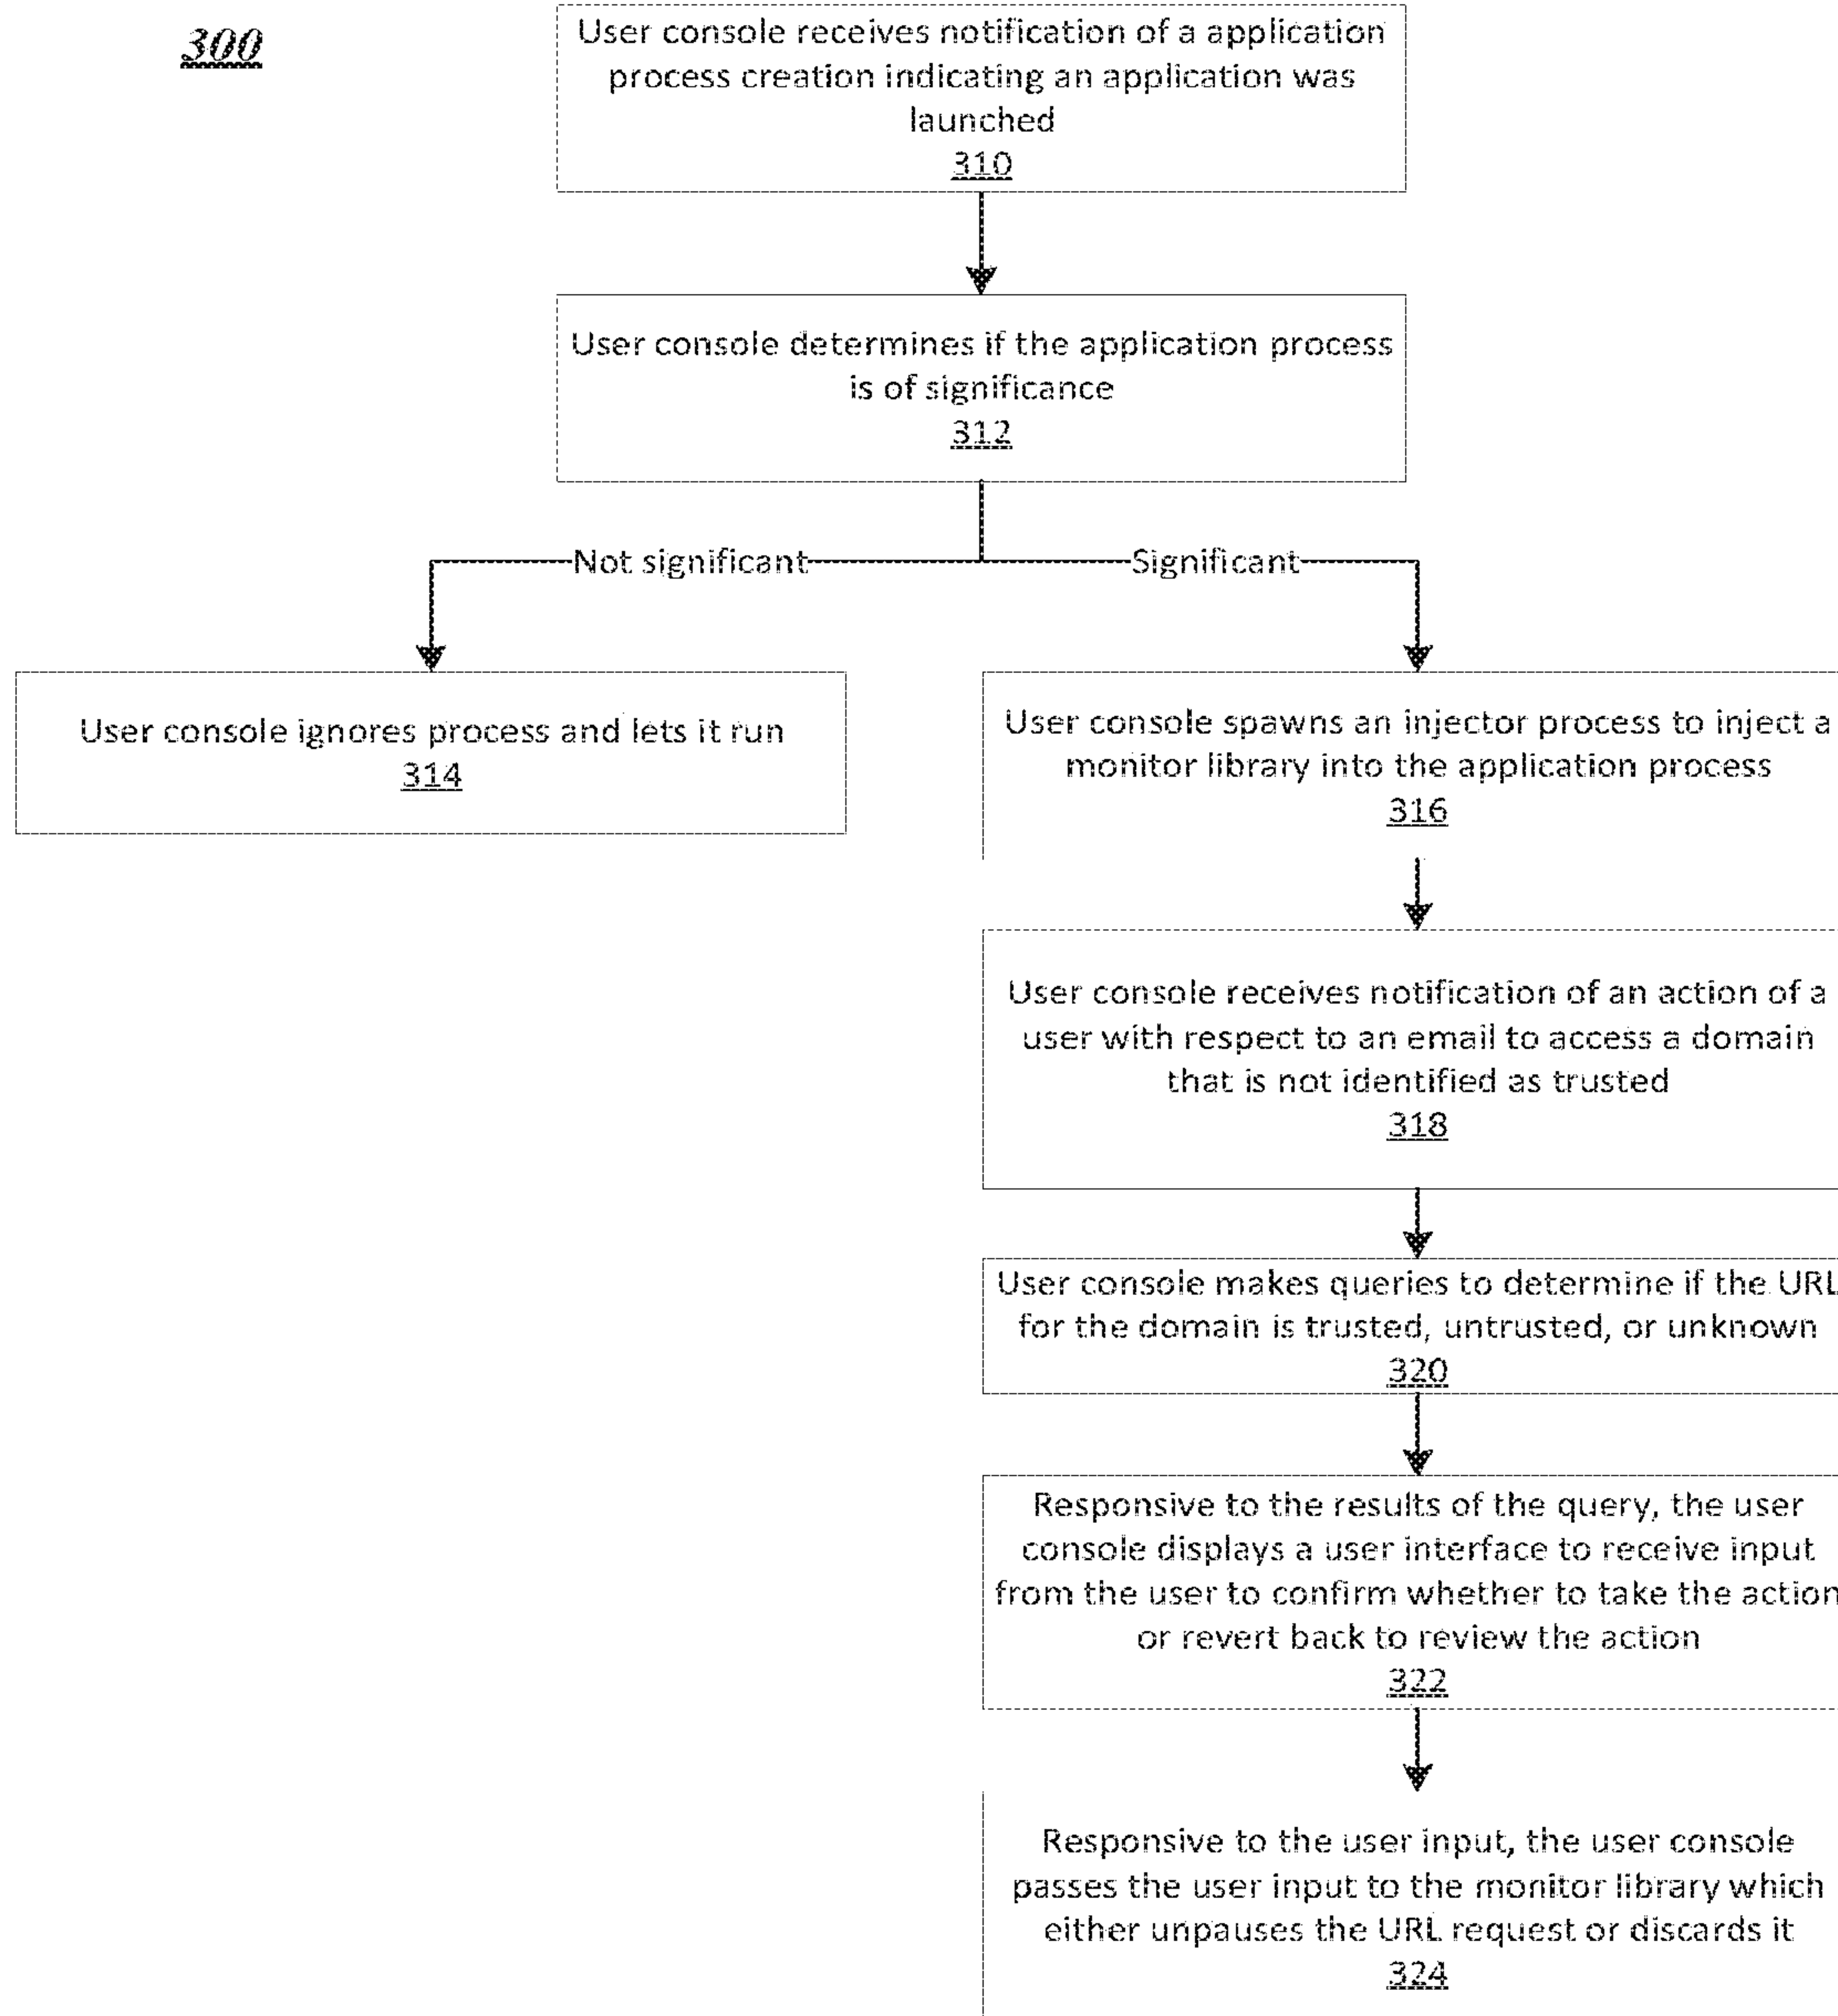 300
User console receives notification of a application
process creation indicating an application was
launched
310
User console determines if the application process
is of significance
312
Not significant
Significant
User console ignores process and lets it run
314
User console spawns an injector process to inject a
monitor library into the application process
316
User console receives notification of an action of a
user with respect to an email to access a domain
that is not identified as trusted
318
User console makes queries to determine if the URL
for the domain is trusted, untrusted, or unknown
320
Responsive to the results of the query, the user
console displays a user interface to receive input
from the user to confirm whether to take the action
or revert back to review the action
322
Responsive to the user input, the user console
passes the user input to the monitor library which
either unpauses the URL request or discards it
324